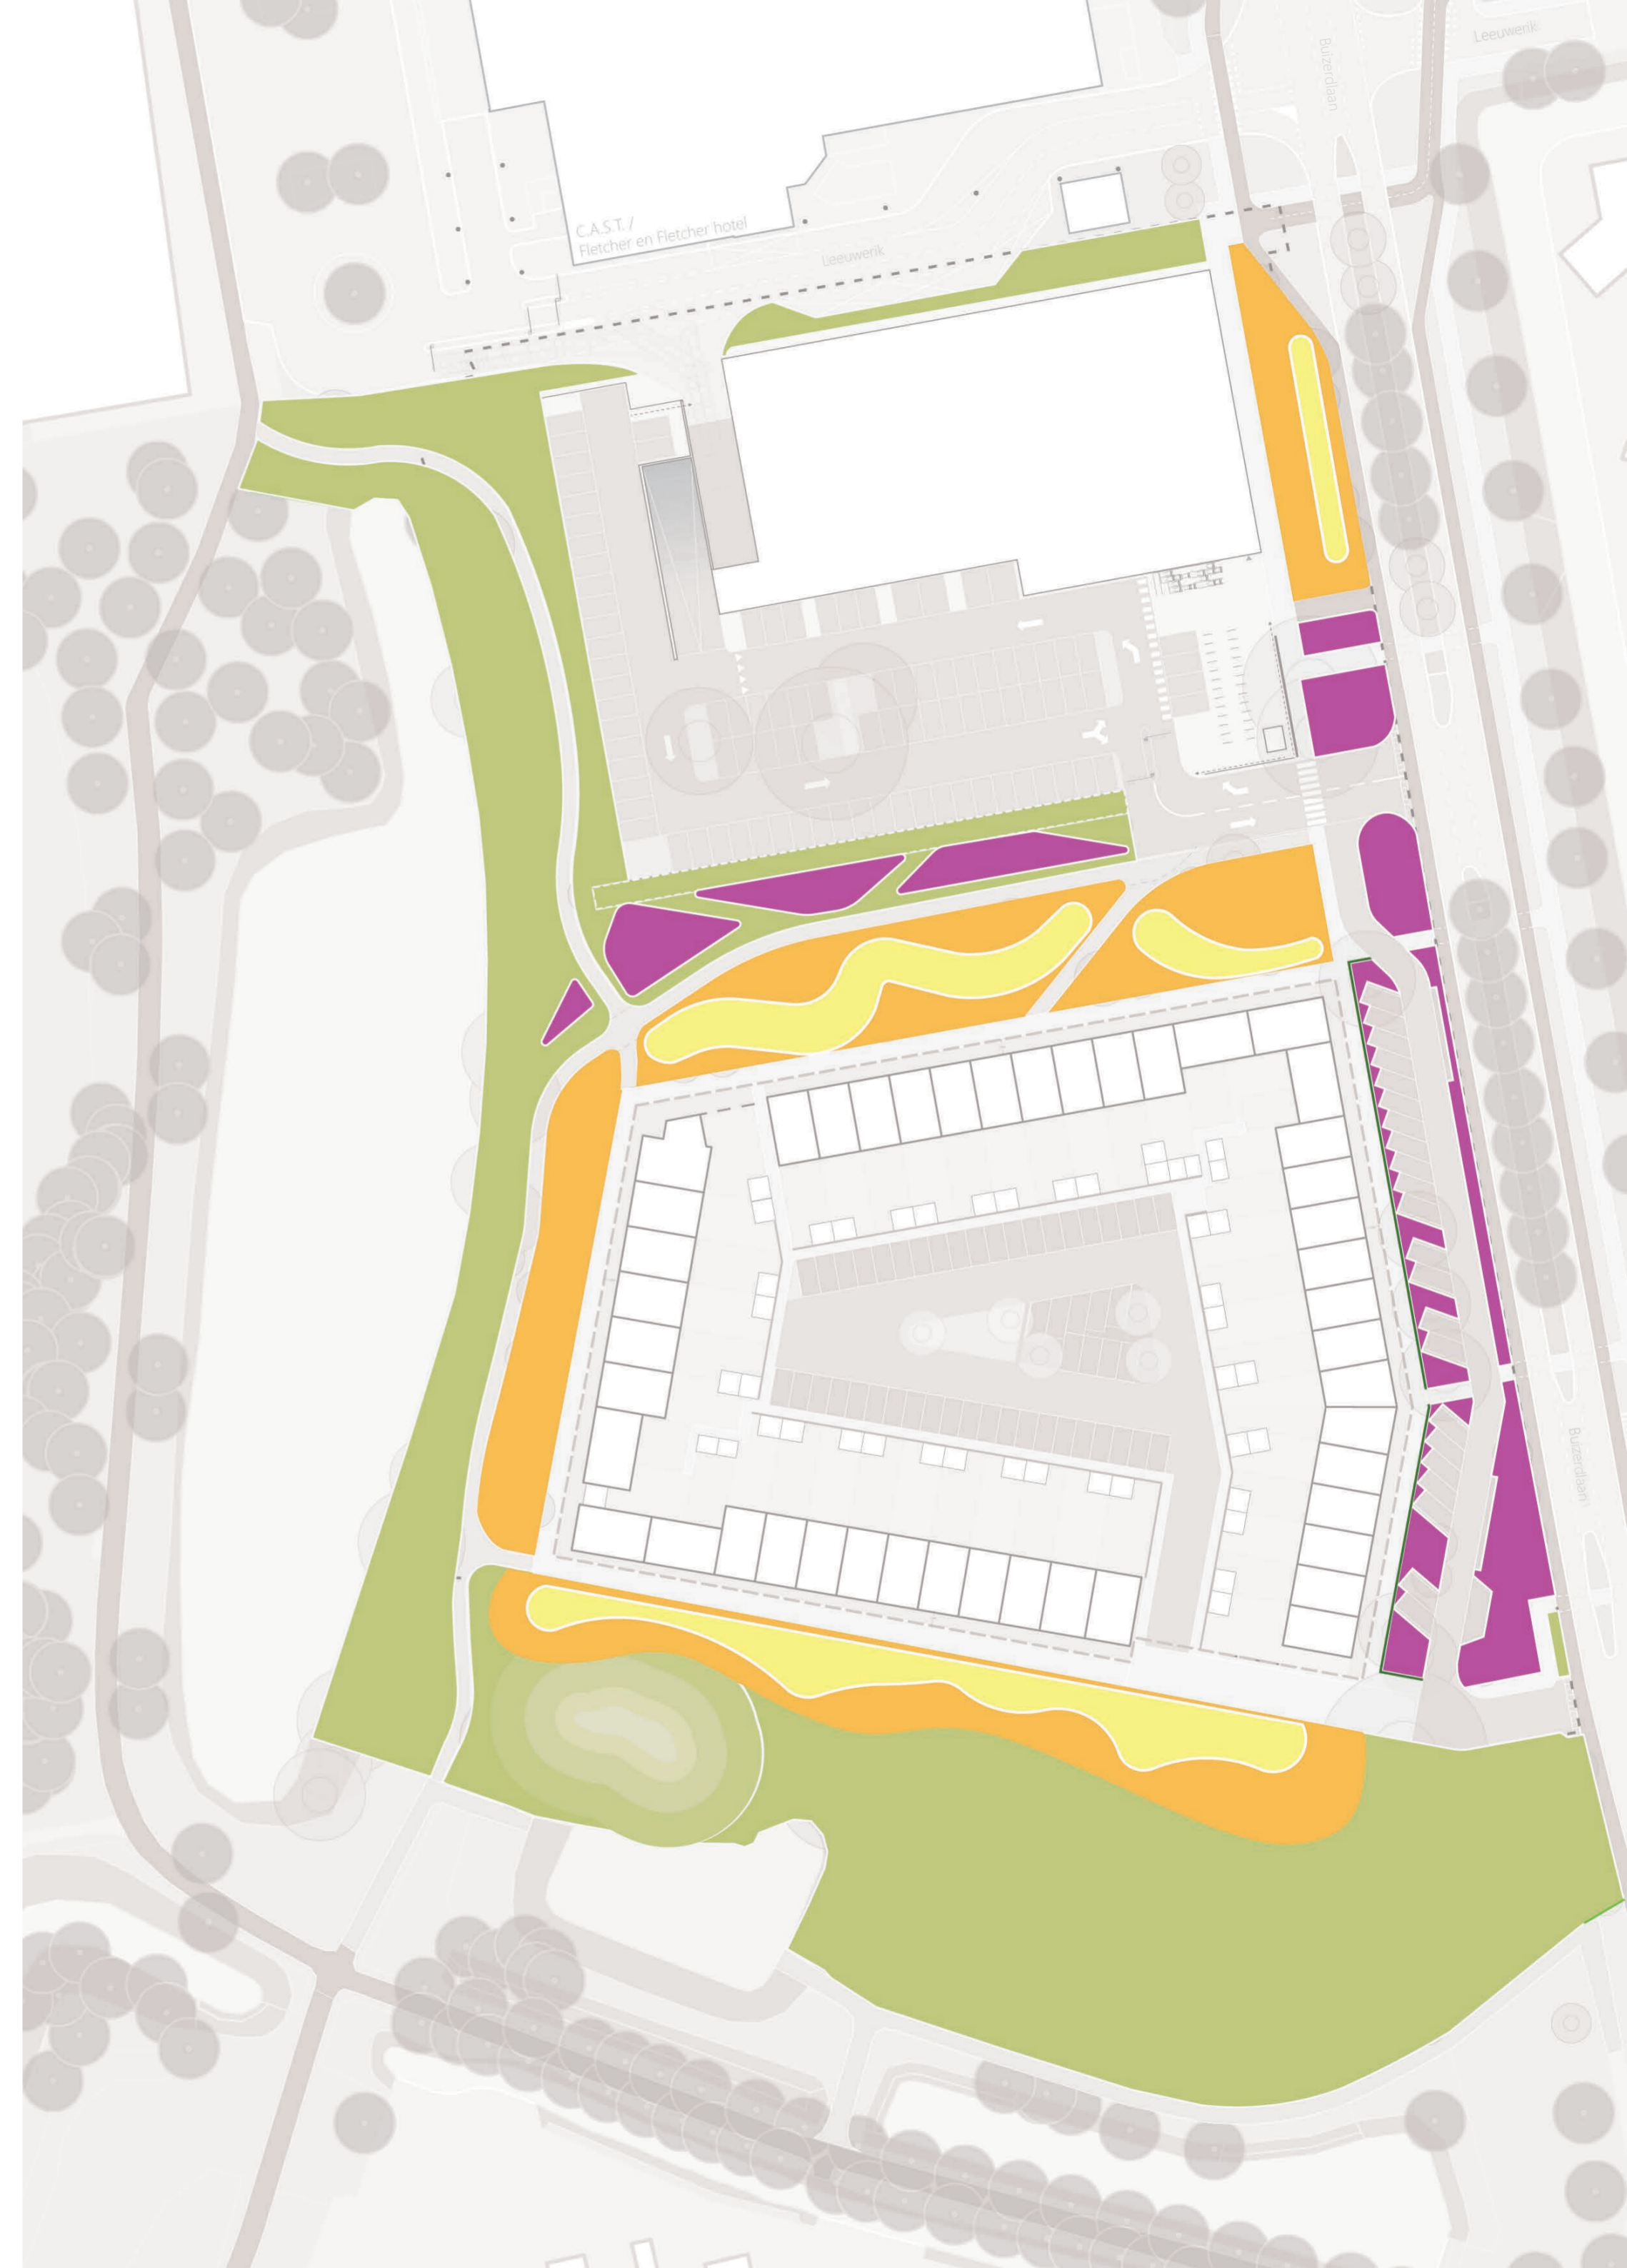 Leeuwerik
Buizerdlaan
C.A.S.T. /
Fletcher en Fletcher hotel
Leeuwerik
Buizerdlaan